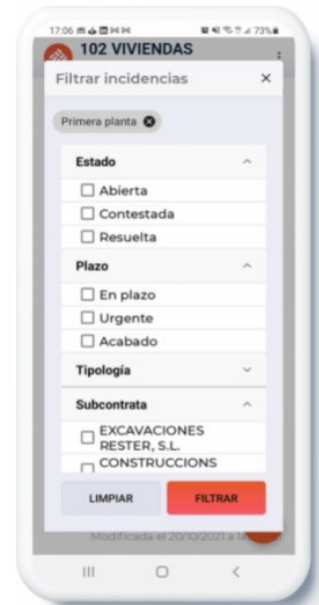 17:06
73%
102 VIVIENDAS
Filtrar incidencias
Primera planta
Estado
Abierta
Contestada
Resuelta
Plazo
En plazo
Urgente
Acabado
Tipología
Subcontrata
EXCAVACIONES
RESTER, S.L.
CONSTRUCCIONS
LIMPIAR
FILTRAR
Modificada el 20/10/2021 a la